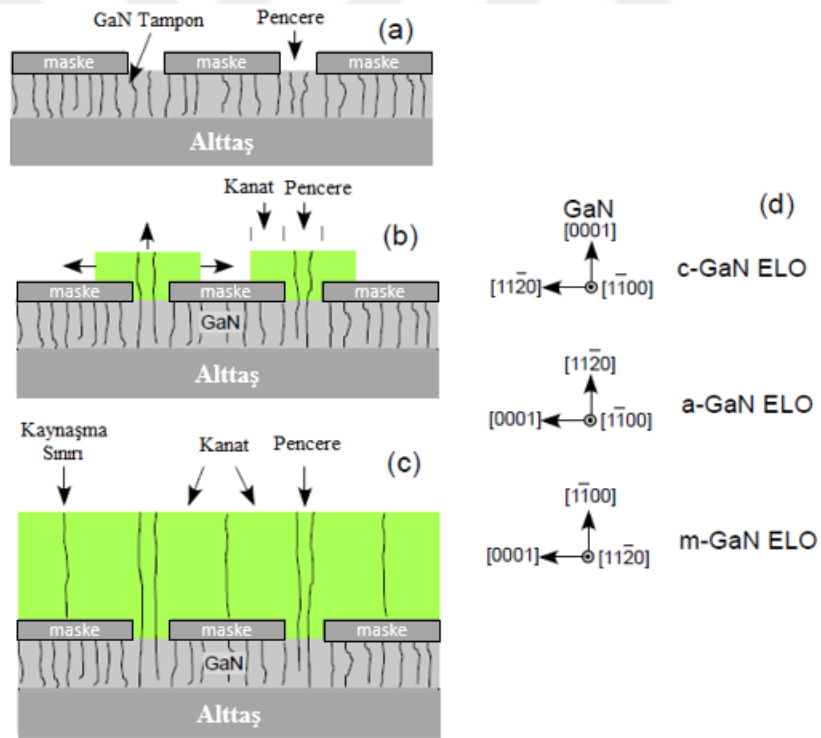 GaN Tampon
Pencere
(a)
maske maske maske
Alttaş
Kanat Pencere
(b)
maske maske maske
GaN
Alttaş
Kaynaşma
Sınırı
Kanat
Pencere
(c)
maske maske maske
GaN
Alttaş
(d)
GaN
[0001]
c-GaN ELO
[112̅0]
[11̅00]
[112̅0]
a-GaN ELO
[0001]
[11̅00]
[11̅00]
m-GaN ELO
[0001]
[112̅0]